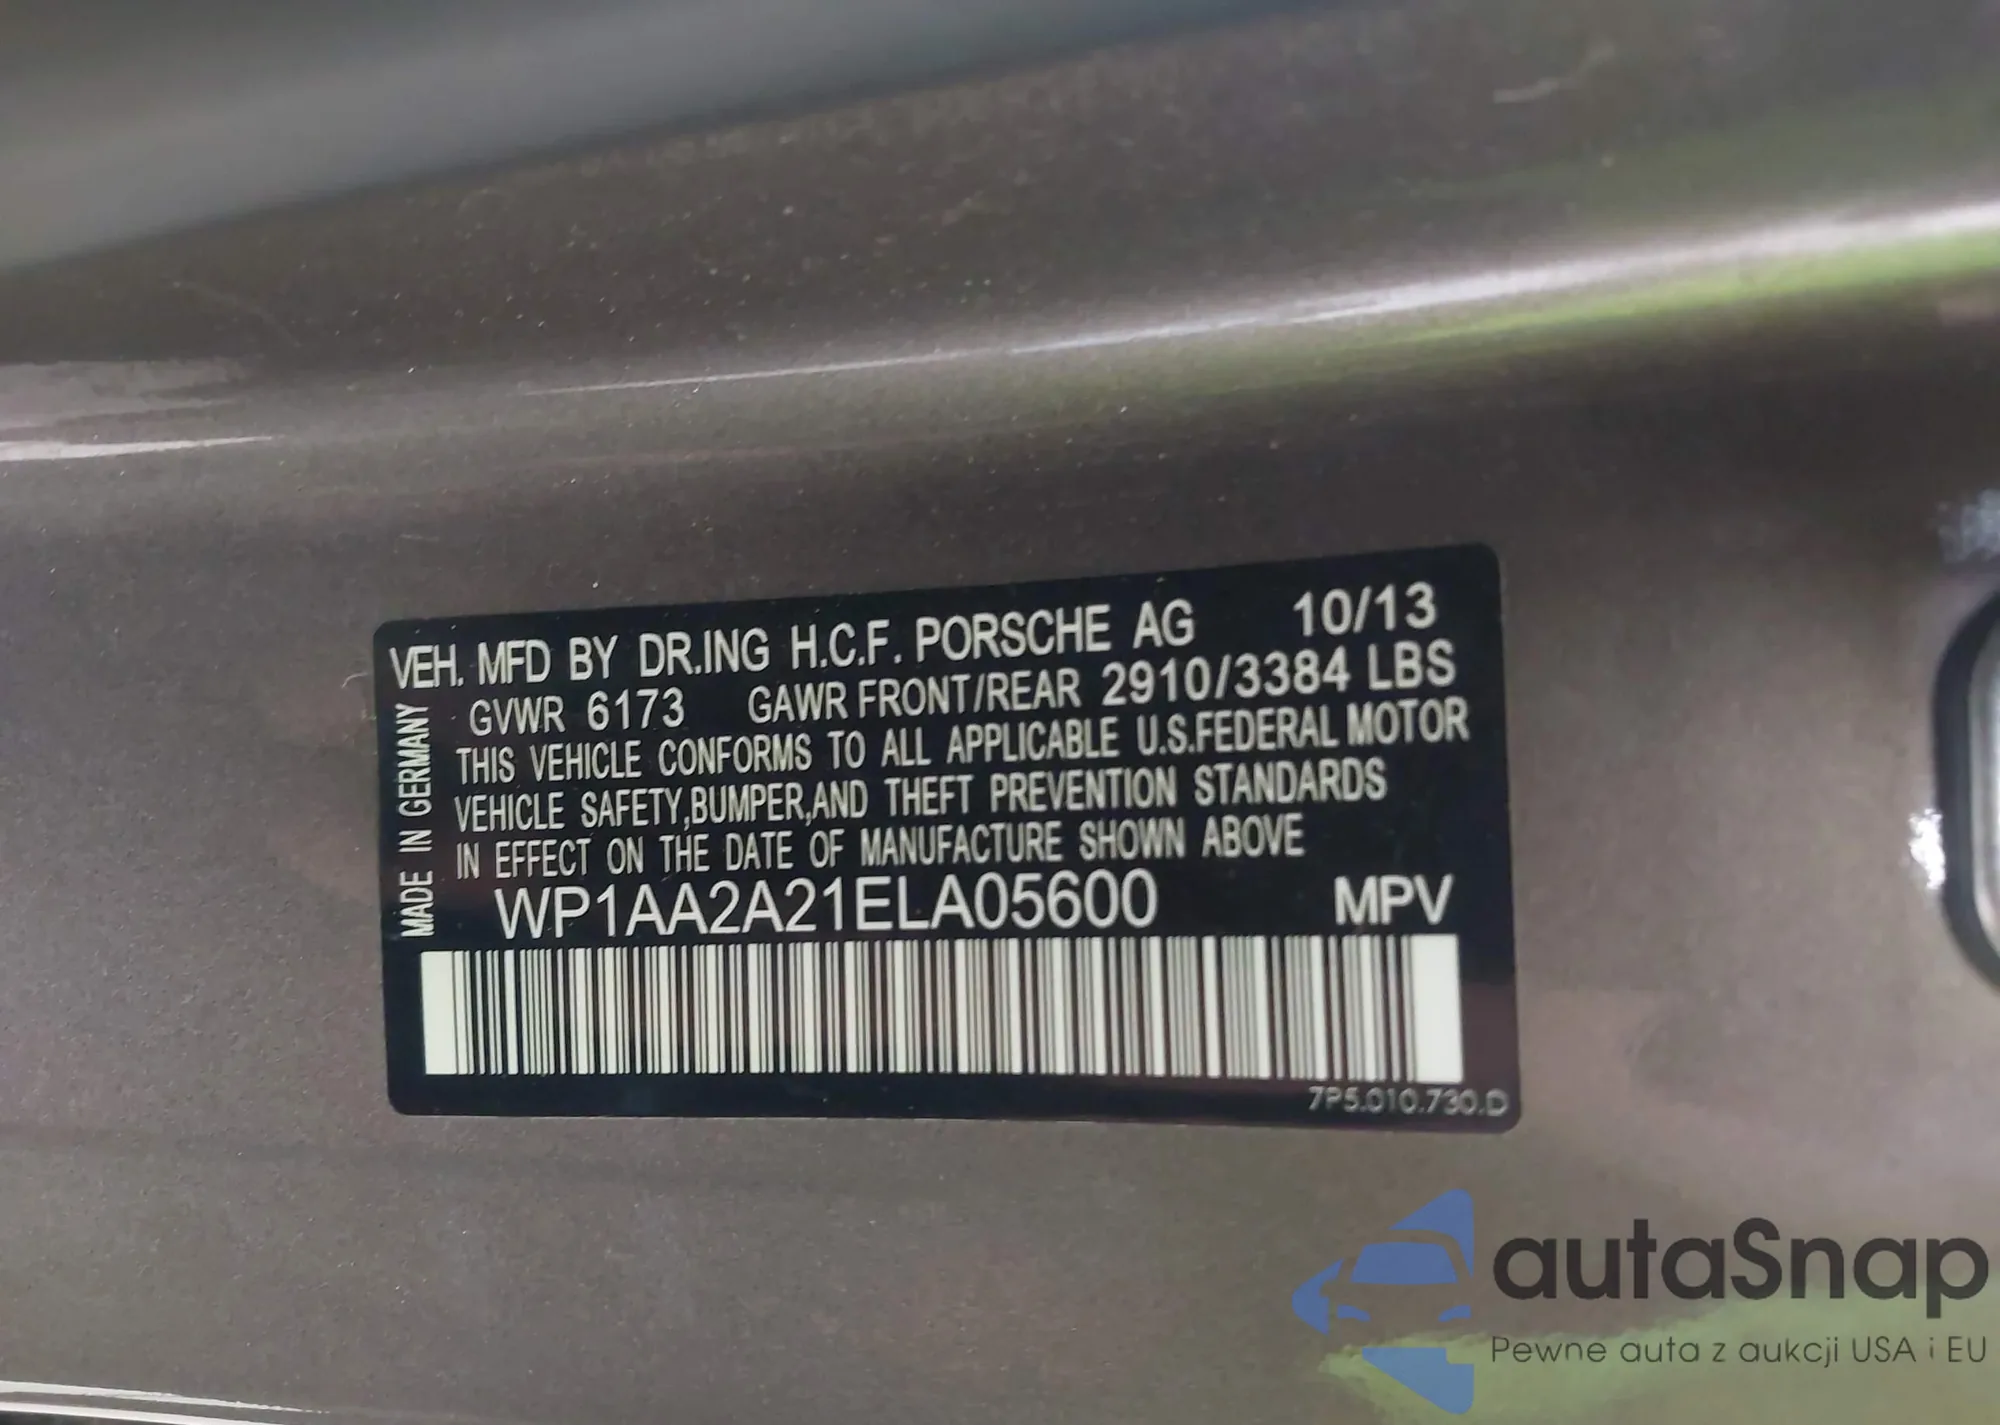 VEH. MFD BY DR.ING H.C.F. PORSCHE AG 10/13
GVWR 6173 GAWR FRONT/REAR 2910/3384 LBS
THIS VEHICLE CONFORMS TO ALL APPLICABLE U.S.FEDERAL MOTOR
VEHICLE SAFETY,BUMPER,AND THEFT PREVENTION STANDARDS
IN EFFECT ON THE DATE OF MANUFACTURE SHOWN ABOVE
WP1AA2A21ELA05600 MPV
MADE IN GERMANY
7P5.010.730.D
autaSnap
Pewne auta z aukcji USA i EU